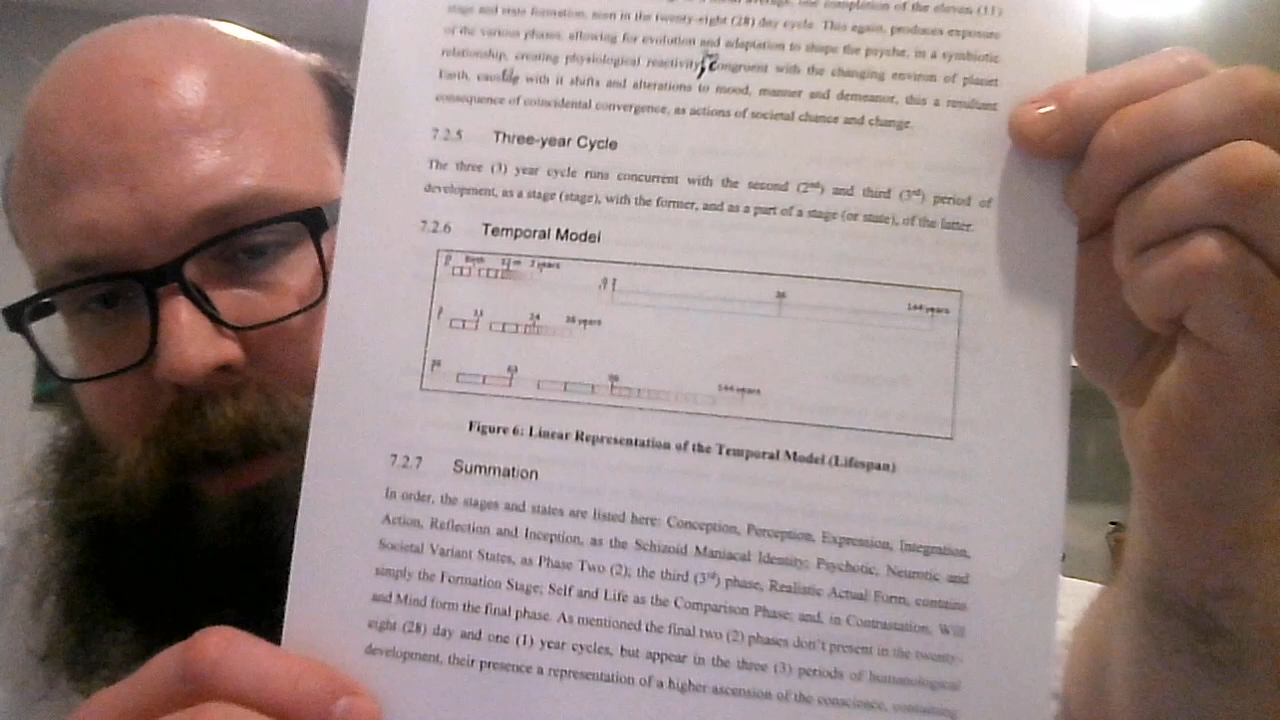 completion of the eleven (11)
stage and state formation, seen in the twenty-eight (28) day cycle. This again, produces exposure
of the various phases, allowing for evolution and adaptation to shape the psyche, in a symbiotic
relationship, creating physiological reactivity, congruent with the changing environ of planet
Earth, causing with it shifts and alterations to mood, manner and demeanor, this a resultant
consequence of coincidental convergence, as actions of societal chance and change.
7.2.5 Three-year Cycle
The three (3) year cycle runs concurrent with the second (2nd) and third (3rd) period of
development, as a stage (stage), with the former, and as a part of a stage (or state), of the latter.
7.2.6 Temporal Model
Birth 3 years
36 144 years
24 36 years
63 144 years
Figure 6: Linear Representation of the Temporal Model (Lifespan)
7.2.7 Summation
In order, the stages and states are listed here: Conception, Perception, Expression, Integration,
Action, Reflection and Inception, as the Schizoid Maniacal Identity; Psychotic, Neurotic and
Societal Variant States, as Phase Two (2); the third (3rd) phase, Realistic Actual Form, contains
simply the Formation Stage; Self and Life as the Comparison Phase; and, in Contrastation, Will
and Mind form the final phase. As mentioned the final two (2) phases don't present in the twenty-
eight (28) day and one (1) year cycles, but appear in the three (3) periods of humanological
development, their presence a representation of a higher ascension of the conscience, containing